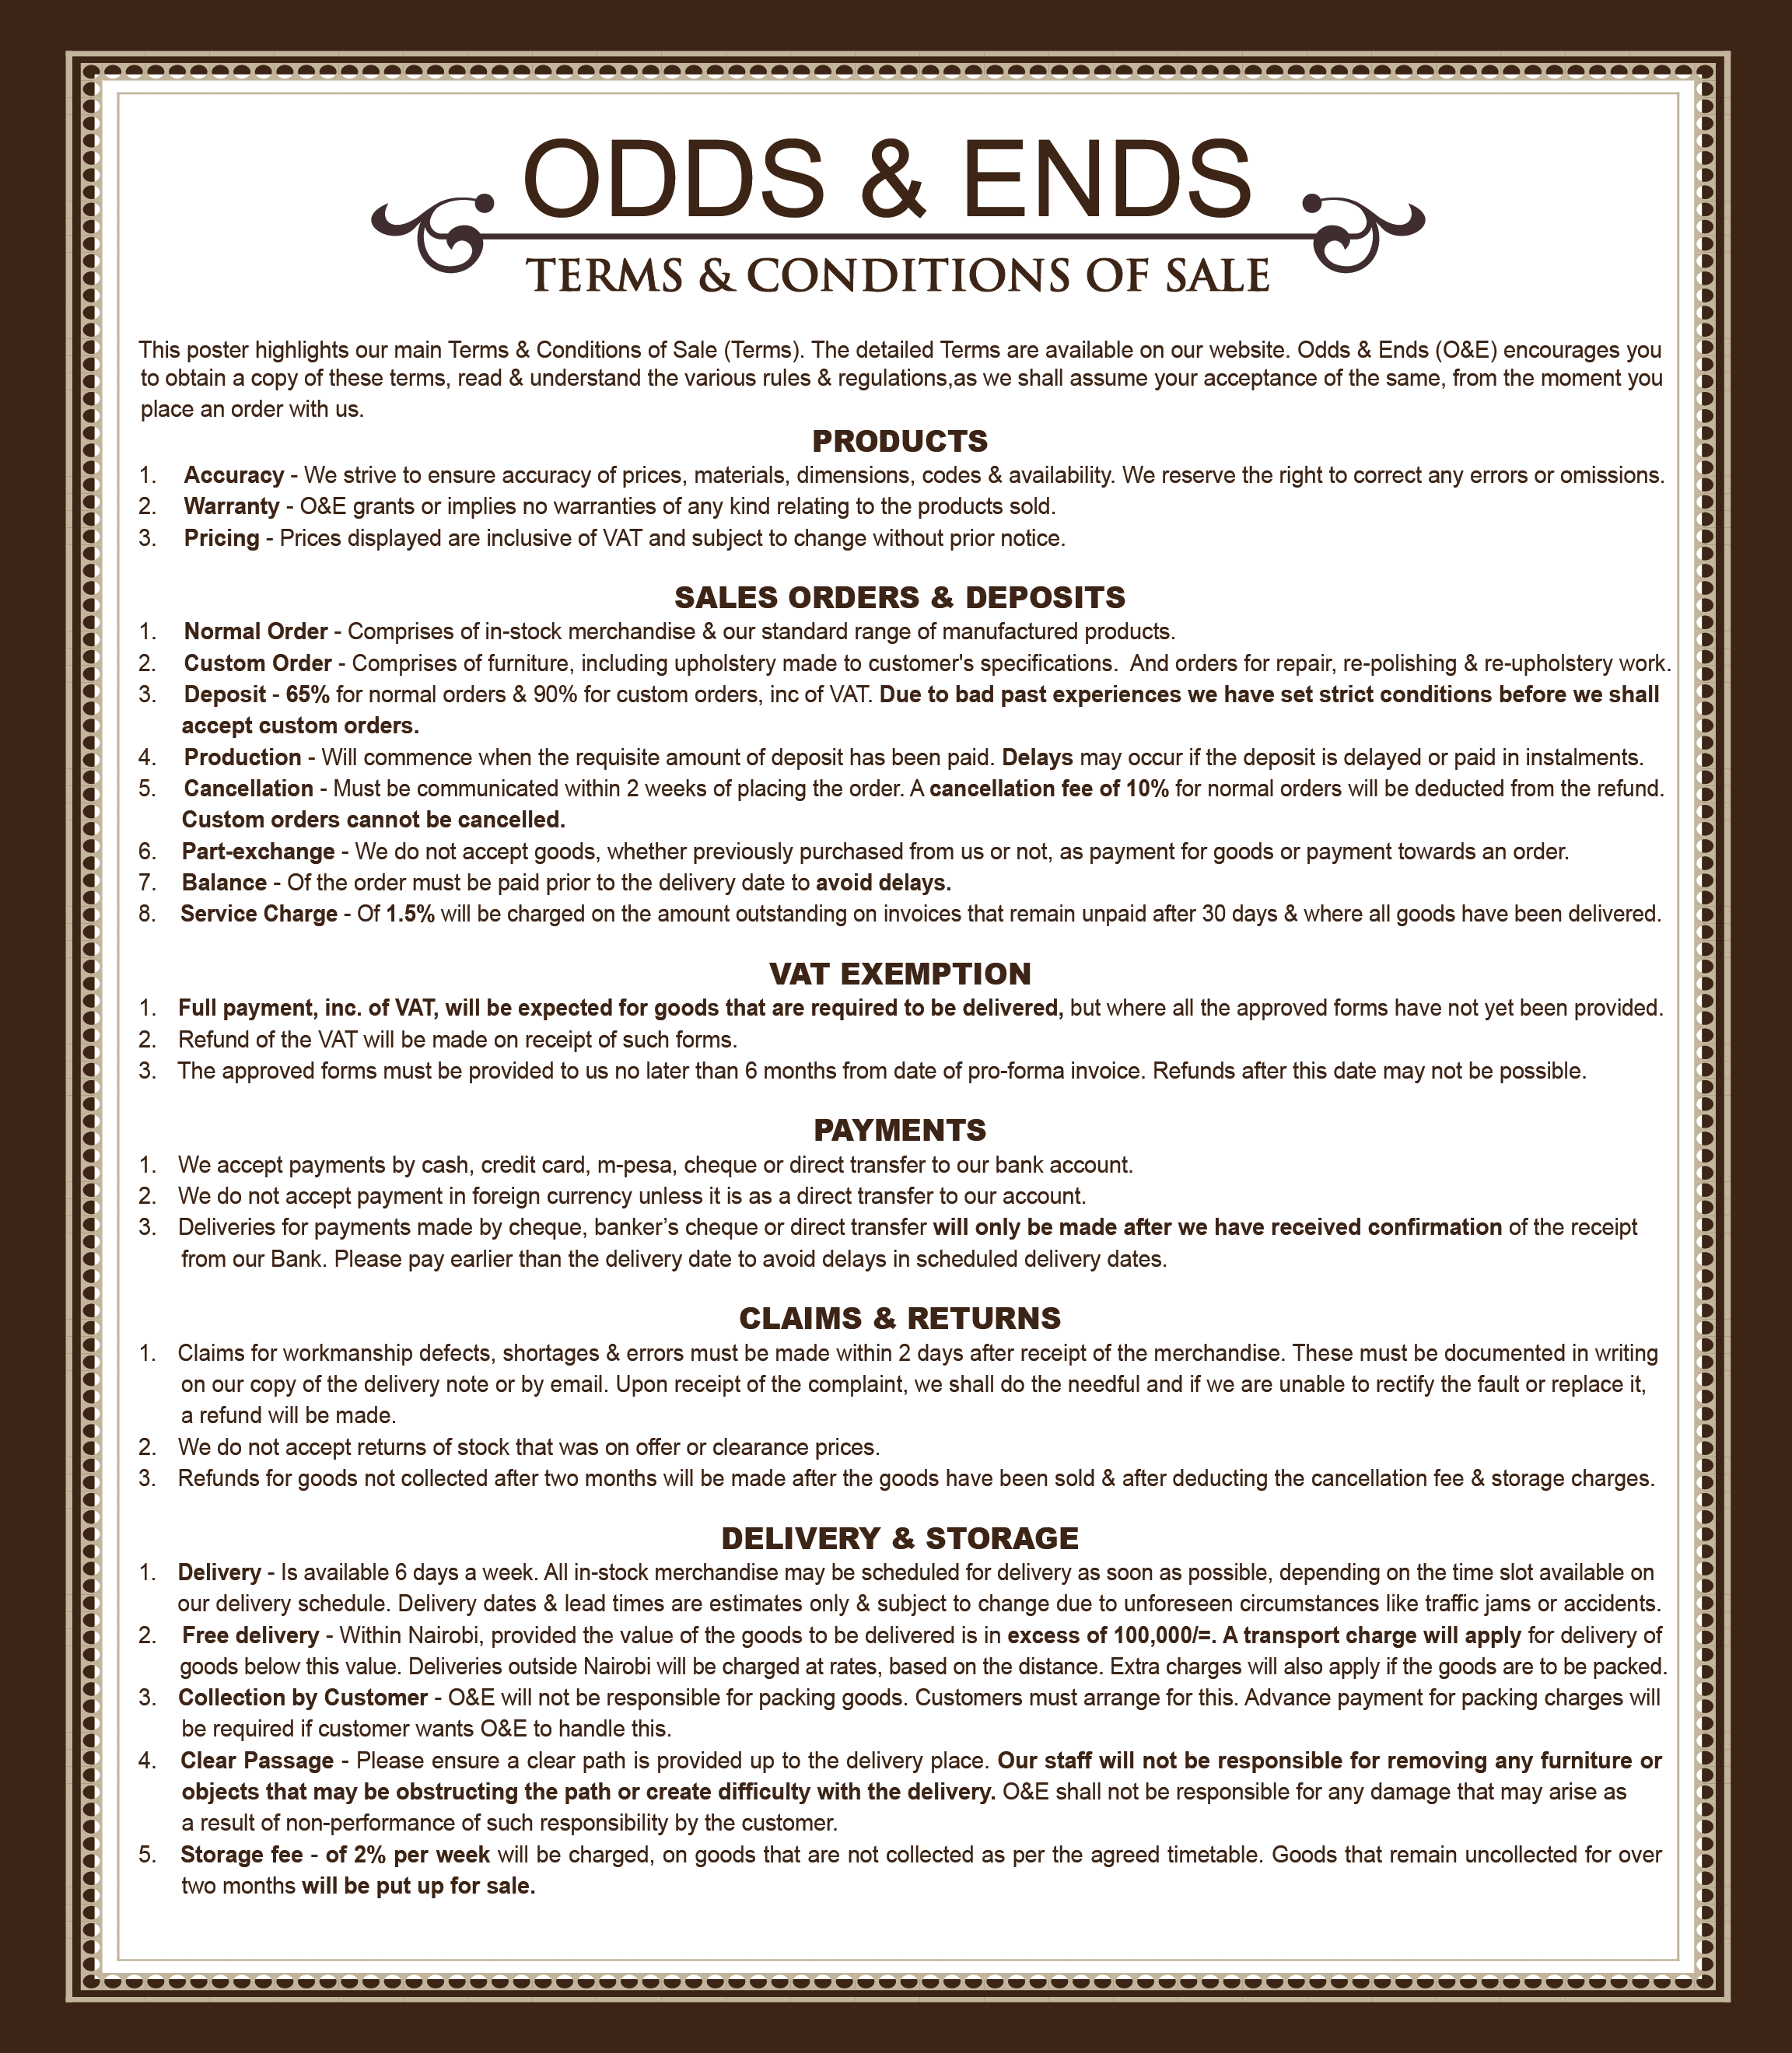 ODDS & ENDS
TERMS & CONDITIONS OF SALE
This poster highlights our main Terms & Conditions of Sale (Terms). The detailed Terms are available on our website. Odds & Ends (O&E) encourages you
to obtain a copy of these terms, read & understand the various rules & regulations,as we shall assume your acceptance of the same, from the moment you
place an order with us.
PRODUCTS
1. Accuracy - We strive to ensure accuracy of prices, materials, dimensions, codes & availability. We reserve the right to correct any errors or omissions.
2. Warranty - O&E grants or implies no warranties of any kind relating to the products sold.
3. Pricing - Prices displayed are inclusive of VAT and subject to change without prior notice.
SALES ORDERS & DEPOSITS
1. Normal Order - Comprises of in-stock merchandise & our standard range of manufactured products.
2. Custom Order - Comprises of furniture, including upholstery made to customer's specifications. And orders for repair, re-polishing & re-upholstery work.
3. Deposit - 65% for normal orders & 90% for custom orders, inc of VAT. Due to bad past experiences we have set strict conditions before we shall
accept custom orders.
4. Production - Will commence when the requisite amount of deposit has been paid. Delays may occur if the deposit is delayed or paid in instalments.
5. Cancellation - Must be communicated within 2 weeks of placing the order. A cancellation fee of 10% for normal orders will be deducted from the refund.
Custom orders cannot be cancelled.
6. Part-exchange - We do not accept goods, whether previously purchased from us or not, as payment for goods or payment towards an order.
7. Balance - Of the order must be paid prior to the delivery date to avoid delays.
8. Service Charge - Of 1.5% will be charged on the amount outstanding on invoices that remain unpaid after 30 days & where all goods have been delivered.
VAT EXEMPTION
1. Full payment, inc. of VAT, will be expected for goods that are required to be delivered, but where all the approved forms have not yet been provided.
2. Refund of the VAT will be made on receipt of such forms.
3. The approved forms must be provided to us no later than 6 months from date of pro-forma invoice. Refunds after this date may not be possible.
PAYMENTS
1. We accept payments by cash, credit card, m-pesa, cheque or direct transfer to our bank account.
2. We do not accept payment in foreign currency unless it is as a direct transfer to our account.
3. Deliveries for payments made by cheque, banker’s cheque or direct transfer will only be made after we have received confirmation of the receipt
from our Bank. Please pay earlier than the delivery date to avoid delays in scheduled delivery dates.
CLAIMS & RETURNS
1. Claims for workmanship defects, shortages & errors must be made within 2 days after receipt of the merchandise. These must be documented in writing
on our copy of the delivery note or by email. Upon receipt of the complaint, we shall do the needful and if we are unable to rectify the fault or replace it,
a refund will be made.
2. We do not accept returns of stock that was on offer or clearance prices.
3. Refunds for goods not collected after two months will be made after the goods have been sold & after deducting the cancellation fee & storage charges.
DELIVERY & STORAGE
1. Delivery - Is available 6 days a week. All in-stock merchandise may be scheduled for delivery as soon as possible, depending on the time slot available on
our delivery schedule. Delivery dates & lead times are estimates only & subject to change due to unforeseen circumstances like traffic jams or accidents.
2. Free delivery - Within Nairobi, provided the value of the goods to be delivered is in excess of 100,000/=. A transport charge will apply for delivery of
goods below this value. Deliveries outside Nairobi will be charged at rates, based on the distance. Extra charges will also apply if the goods are to be packed.
3. Collection by Customer - O&E will not be responsible for packing goods. Customers must arrange for this. Advance payment for packing charges will
be required if customer wants O&E to handle this.
4. Clear Passage - Please ensure a clear path is provided up to the delivery place. Our staff will not be responsible for removing any furniture or
objects that may be obstructing the path or create difficulty with the delivery. O&E shall not be responsible for any damage that may arise as
a result of non-performance of such responsibility by the customer.
5. Storage fee - of 2% per week will be charged, on goods that are not collected as per the agreed timetable. Goods that remain uncollected for over
two months will be put up for sale.